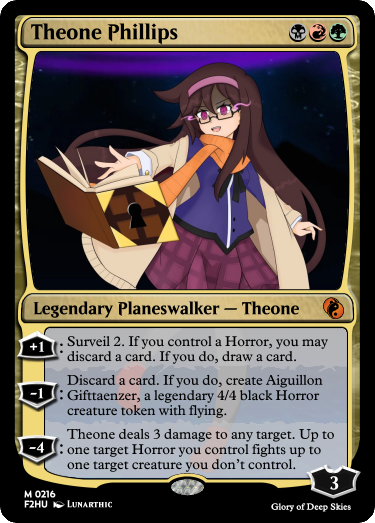 Theone Phillips
Legendary Planeswalker — Theone
+1: Surveil 2. If you control a Horror, you may
discard a card. If you do, draw a card.
-1: Discard a card. If you do, create Aiguillon
Gifttaenzer, a legendary 4/4 black Horror
creature token with flying.
-4: Theone deals 3 damage to any target. Up to
one target Horror you control fights up to
one target creature you don't control.
3
M 0216
F2HU Lunarthic
Glory of Deep Skies